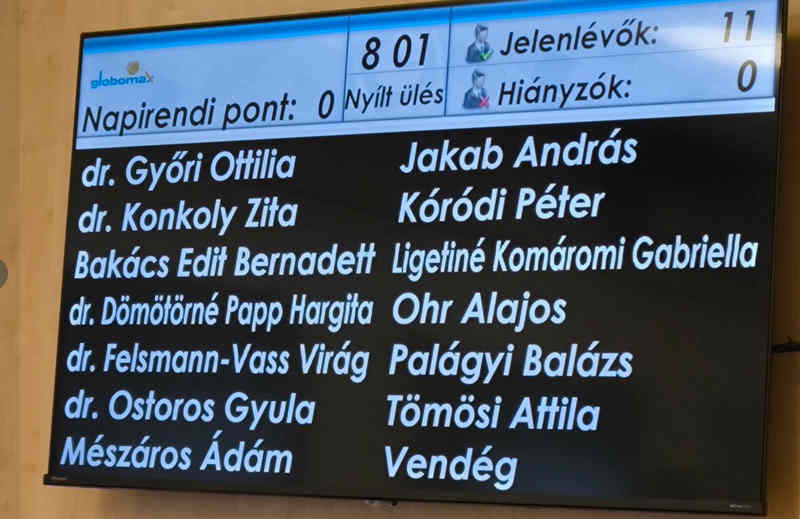 globomax
Napirendi pont: 0
8 01
Nyílt ülés
Jelenlévők: 11
Hiányzók: 0
dr. Győri Ottilia
dr. Konkoly Zita
Bakács Edit Bernadett
dr. Dömötörné Papp Hargita
dr. Felsmann-Vass Virág
dr. Ostoros Gyula
Mészáros Ádám
Jakab András
Kóródi Péter
Ligetiné Komáromi Gabriella
Ohr Alajos
Palágyi Balázs
Tömösi Attila
Vendég